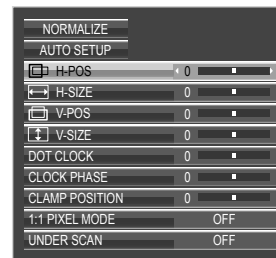 NORMALIZE
AUTO SETUP
H-POS 0
H-SIZE 0
V-POS 0
V-SIZE 0
DOT CLOCK 0
CLOCK PHASE 0
CLAMP POSITION 0
1:1 PIXEL MODE OFF
UNDER SCAN OFF